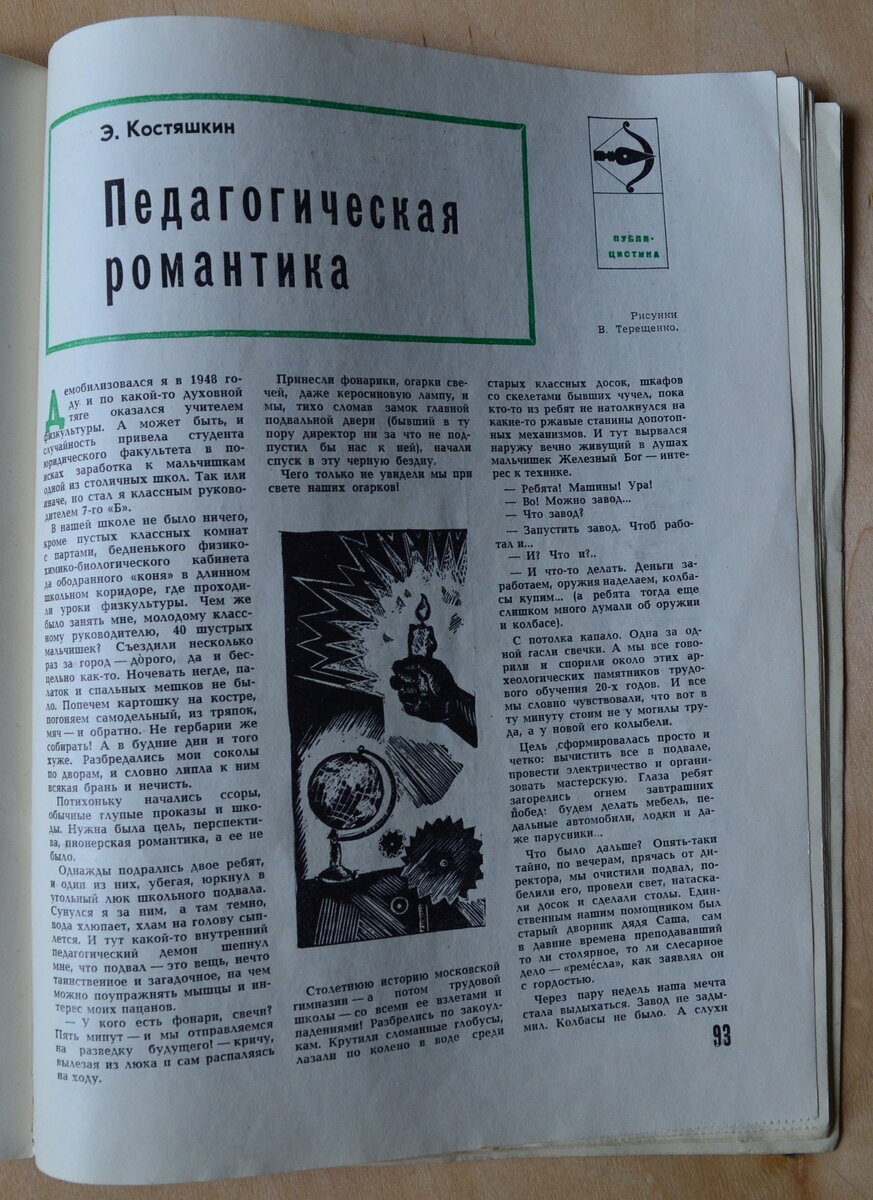 Э. Костяшкин
Педагогическая
романтика
ПУБЛИ-
ЦИСТИКА
Рисунки
В. Терещенко.
Демобилизовался я в 1948 го-
ду и по какой-то духовной
тяге оказался учителем
физкультуры. А может быть, и
случайность привела студента
юридического факультета в по-
исках заработка к мальчишкам
одной из столичных школ. Так или
иначе, но стал я классным руково-
дителем 7-го «Б».
В нашей школе не было ничего,
кроме пустых классных комнат
с партами, бедненького физико-
химико-биологического кабинета
да ободранного «коня» в длинном
школьном коридоре, где проходи-
ли уроки физкультуры. Чем же
было занять мне, молодому класс-
ному руководителю, 40 шустрых
мальчишек? Съездили несколько
раз за город — дорого, да и бес-
цельно как-то. Ночевать негде, па-
латок и спальных мешков не бы-
ло. Попечем картошку на костре,
погоняем самодельный, из тряпок,
мяч — и обратно. Не гербарии же
собирать! А в будние дни и того
хуже. Разбредались мои соколы
по дворам, и словно липла к ним
всякая брань и нечисть.
Потихоньку начались ссоры,
обычные глупые проказы и шко-
ды. Нужна была цель, перспекти-
ва, пионерская романтика, а ее не
было.
Однажды подрались двое ребят,
и один из них, убегая, юркнул в
угольный люк школьного подвала.
Сунулся я за ним, а там темно,
вода хлюпает, хлам на голову сып-
лется. И тут какой-то внутренний
педагогический демон шепнул
мне, что подвал — это вещь, нечто
таинственное и загадочное, на чем
можно поупражнять мышцы и ин-
терес моих пацанов.
— У кого есть фонари, свечи?
Пять минут — и мы отправляемся
на разведку будущего! — кричу,
вылезая из люка и сам распаляясь
на ходу.
Принесли фонарики, огарки све-
чей, даже керосиновую лампу, и
мы, тихо сломав замок главной
подвальной двери (бывший в ту
пору директор ни за что не под-
пустил бы нас к ней), начали
спуск в эту черную бездну.
Чего только не увидели мы при
свете наших огарков!
Столетнюю историю московской
гимназии — а потом трудовой
школы — со всеми ее взлетами и
падениями! Разбрелись по закоул-
кам. Крутили сломанные глобусы,
лазали по колено в воде среди
старых классных досок, шкафов
со скелетами бывших чучел, пока
кто-то из ребят не натолкнулся на
какие-то ржавые станины допотоп-
ных механизмов. И тут вырвался
наружу вечно живущий в душах
мальчишек Железный Бог — инте-
рес к технике.
— Ребята! Машины! Ура!
— Во! Можно завод...
— Что завод?
— Запустить завод. Чтоб рабо-
тал и...
— И? Что и?..
— И что-то делать. Деньги за-
работаем, оружия наделаем, колба-
сы купим... (а ребята тогда еще
слишком много думали об оружии
и колбасе).
С потолка капало. Одна за од-
ной гасли свечки. А мы все гово-
рили и спорили около этих ар-
хеологических памятников трудо-
вого обучения 20-х годов. И все
мы словно чувствовали, что вот в
ту минуту стоим не у могилы тру-
да, а у новой его колыбели.
Цель сформировалась просто и
четко: вычистить все в подвале,
провести электричество и органи-
зовать мастерскую. Глаза ребят
загорелись огнем завтрашних
побед: будем делать мебель, пе-
дальные автомобили, лодки и да-
же парусники...
Что было дальше? Опять-таки
тайно, по вечерам, прячась от ди-
ректора, мы очистили подвал, по-
белили его, провели свет, натаска-
ли досок и сделали столы. Един-
ственным нашим помощником был
старый дворник дядя Саша, сам
в давние времена преподававший
то ли столярное, то ли слесарное
дело — «ремёсла», как заявлял он
с гордостью.
Через пару недель наша мечта
стала выдыхаться. Завод не зады-
мил. Колбасы не было. А слухи
93